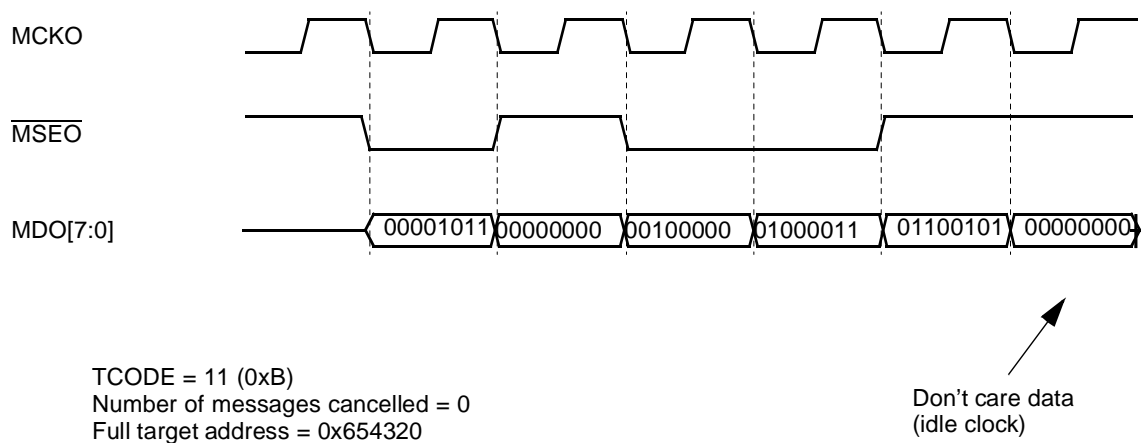 MCKO
MSEO
MDO[7:0]
00001011 00000000 00100000 01000011 01100101 00000000
TCODE = 11 (0xB)
Number of messages cancelled = 0
Full target address = 0x654320
Don't care data
(idle clock)